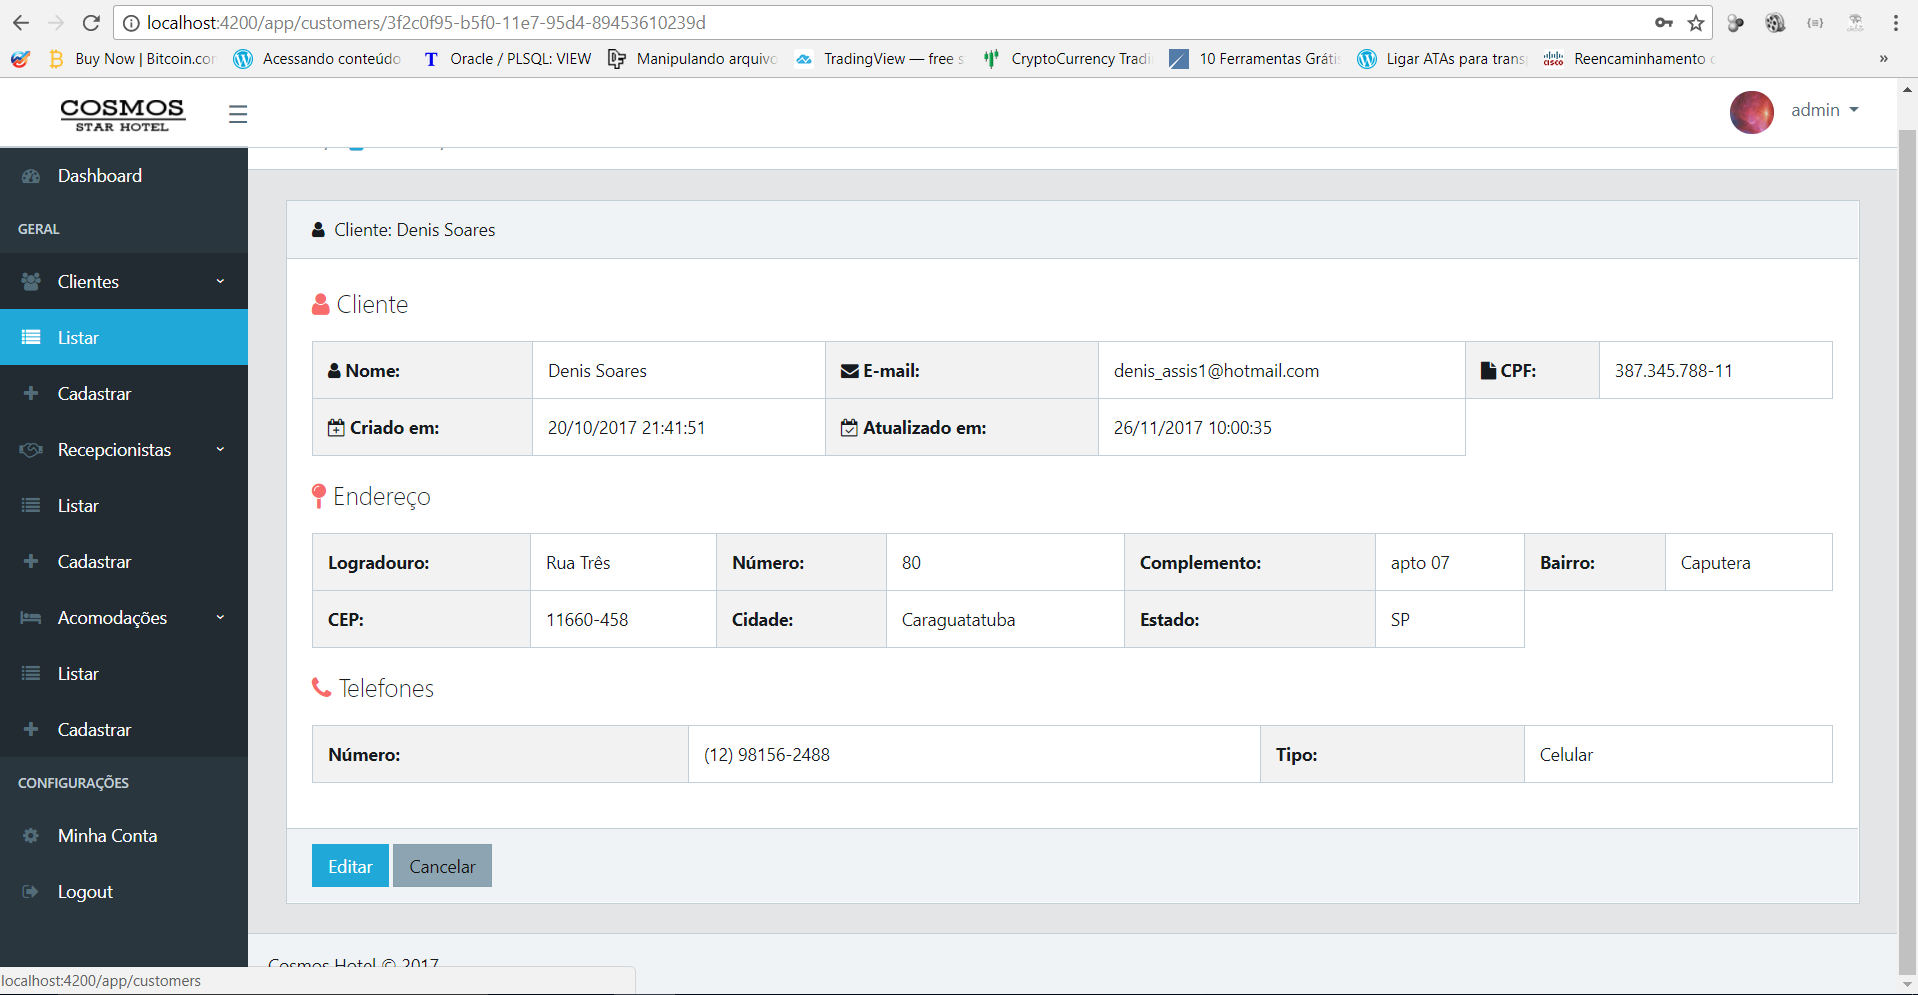 localhost:4200/app/customers/3f2c0f95-b5f0-11e7-95d4-89453610239d
Buy Now | Bitcoin.con Acessando conteúdo Oracle / PLSQL: VIEW Manipulando arquivo TradingView — free s CryptoCurrency Tradi 10 Ferramentas Grátis Ligar ATAs para trans Reencaminhamento »
COSMOS
STAR HOTEL
admin
Dashboard
GERAL
Clientes
Listar
Cadastrar
Recepcionistas
Listar
Cadastrar
Acomodações
Listar
Cadastrar
CONFIGURAÇÕES
Minha Conta
Logout
Cliente: Denis Soares
Cliente
Nome: Denis Soares E-mail: denis_assis1@hotmail.com CPF: 387.345.788-11
Criado em: 20/10/2017 21:41:51 Atualizado em: 26/11/2017 10:00:35
Endereço
Logradouro: Rua Três Número: 80 Complemento: apto 07 Bairro: Caputera
CEP: 11660-458 Cidade: Caraguatatuba Estado: SP
Telefones
Número: (12) 98156-2488 Tipo: Celular
Editar Cancelar
Cosmos Hotel © 2017
localhost:4200/app/customers